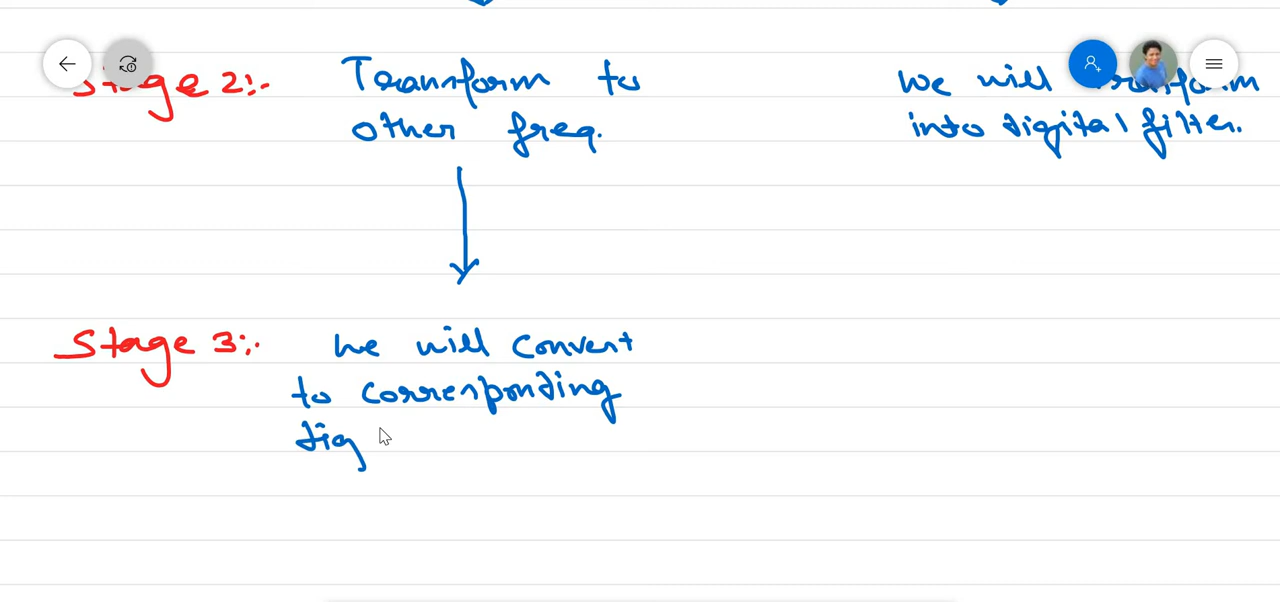 Stage 2:- Transform to we will transform
other freq. into digital filter.
Stage 3:- we will convert
to corresponding
dig